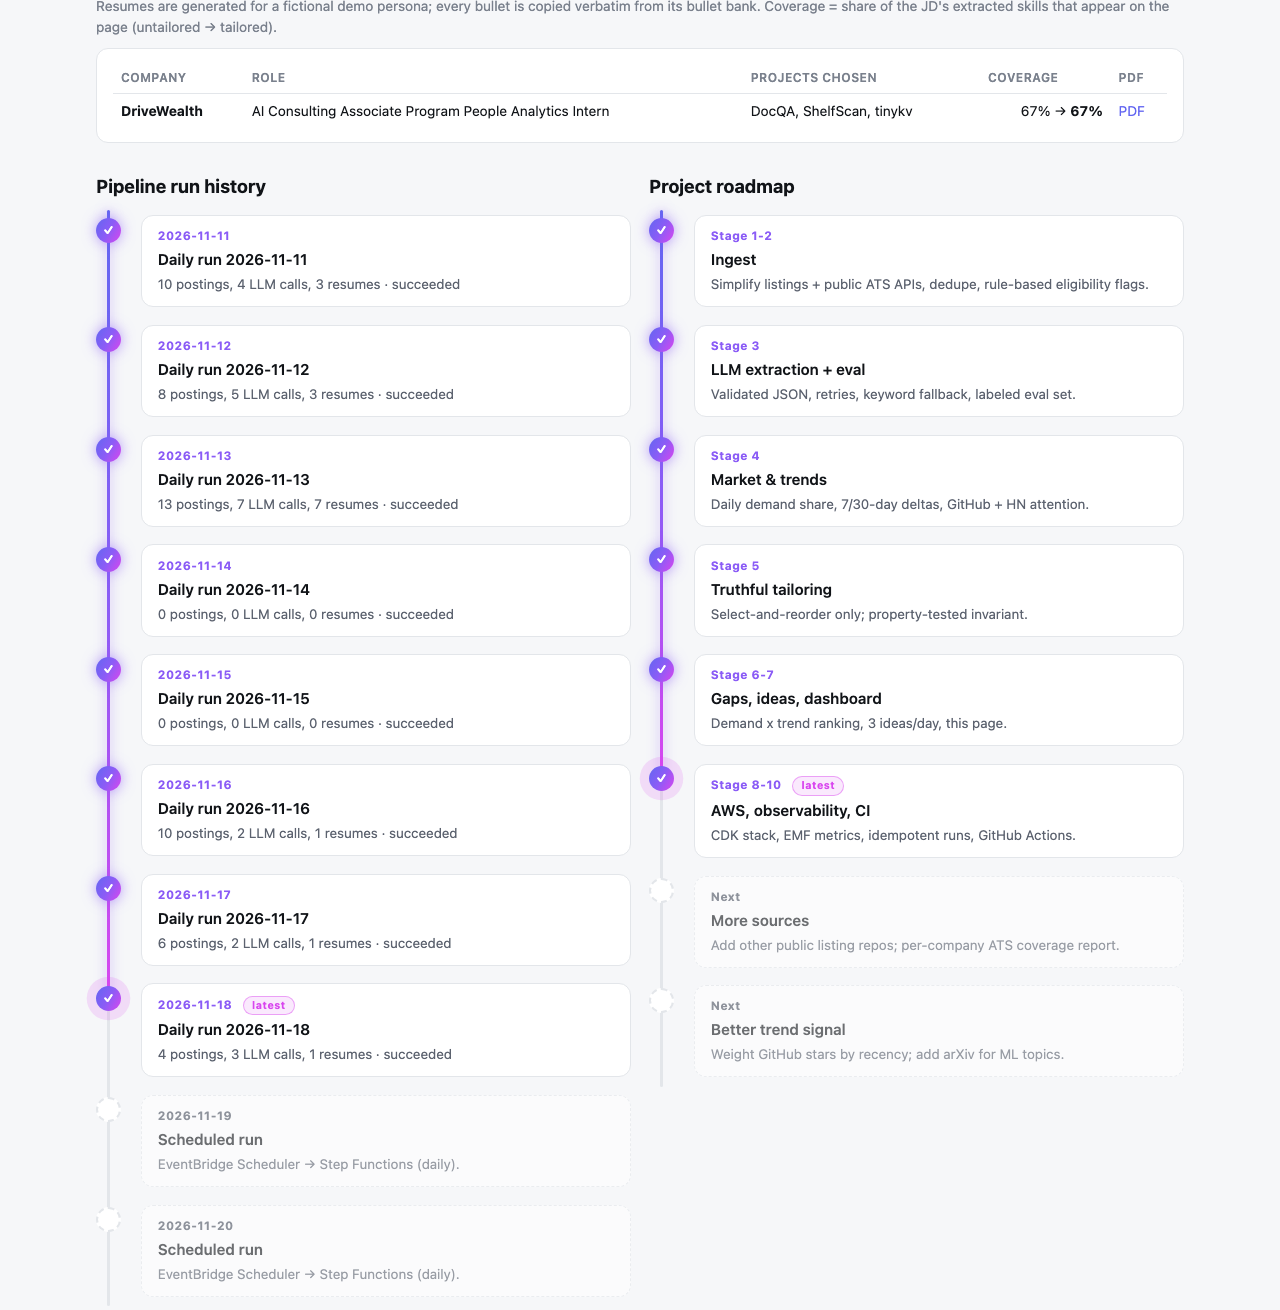 Resumes are generated for a fictional demo persona; every bullet is copied verbatim from its bullet bank. Coverage = share of the JD's extracted skills that appear on the
page (untailored → tailored).
COMPANY ROLE PROJECTS CHOSEN COVERAGE PDF
DriveWealth AI Consulting Associate Program People Analytics Intern DocQA, ShelfScan, tinykv 67% → 67% PDF
Pipeline run history
2026-11-11
Daily run 2026-11-11
10 postings, 4 LLM calls, 3 resumes · succeeded
2026-11-12
Daily run 2026-11-12
8 postings, 5 LLM calls, 3 resumes · succeeded
2026-11-13
Daily run 2026-11-13
13 postings, 7 LLM calls, 7 resumes · succeeded
2026-11-14
Daily run 2026-11-14
0 postings, 0 LLM calls, 0 resumes · succeeded
2026-11-15
Daily run 2026-11-15
0 postings, 0 LLM calls, 0 resumes · succeeded
2026-11-16
Daily run 2026-11-16
10 postings, 2 LLM calls, 1 resumes · succeeded
2026-11-17
Daily run 2026-11-17
6 postings, 2 LLM calls, 1 resumes · succeeded
2026-11-18 latest
Daily run 2026-11-18
4 postings, 3 LLM calls, 1 resumes · succeeded
2026-11-19
Scheduled run
EventBridge Scheduler → Step Functions (daily).
2026-11-20
Scheduled run
EventBridge Scheduler → Step Functions (daily).
Project roadmap
Stage 1-2
Ingest
Simplify listings + public ATS APIs, dedupe, rule-based eligibility flags.
Stage 3
LLM extraction + eval
Validated JSON, retries, keyword fallback, labeled eval set.
Stage 4
Market & trends
Daily demand share, 7/30-day deltas, GitHub + HN attention.
Stage 5
Truthful tailoring
Select-and-reorder only; property-tested invariant.
Stage 6-7
Gaps, ideas, dashboard
Demand x trend ranking, 3 ideas/day, this page.
Stage 8-10 latest
AWS, observability, CI
CDK stack, EMF metrics, idempotent runs, GitHub Actions.
Next
More sources
Add other public listing repos; per-company ATS coverage report.
Next
Better trend signal
Weight GitHub stars by recency; add arXiv for ML topics.